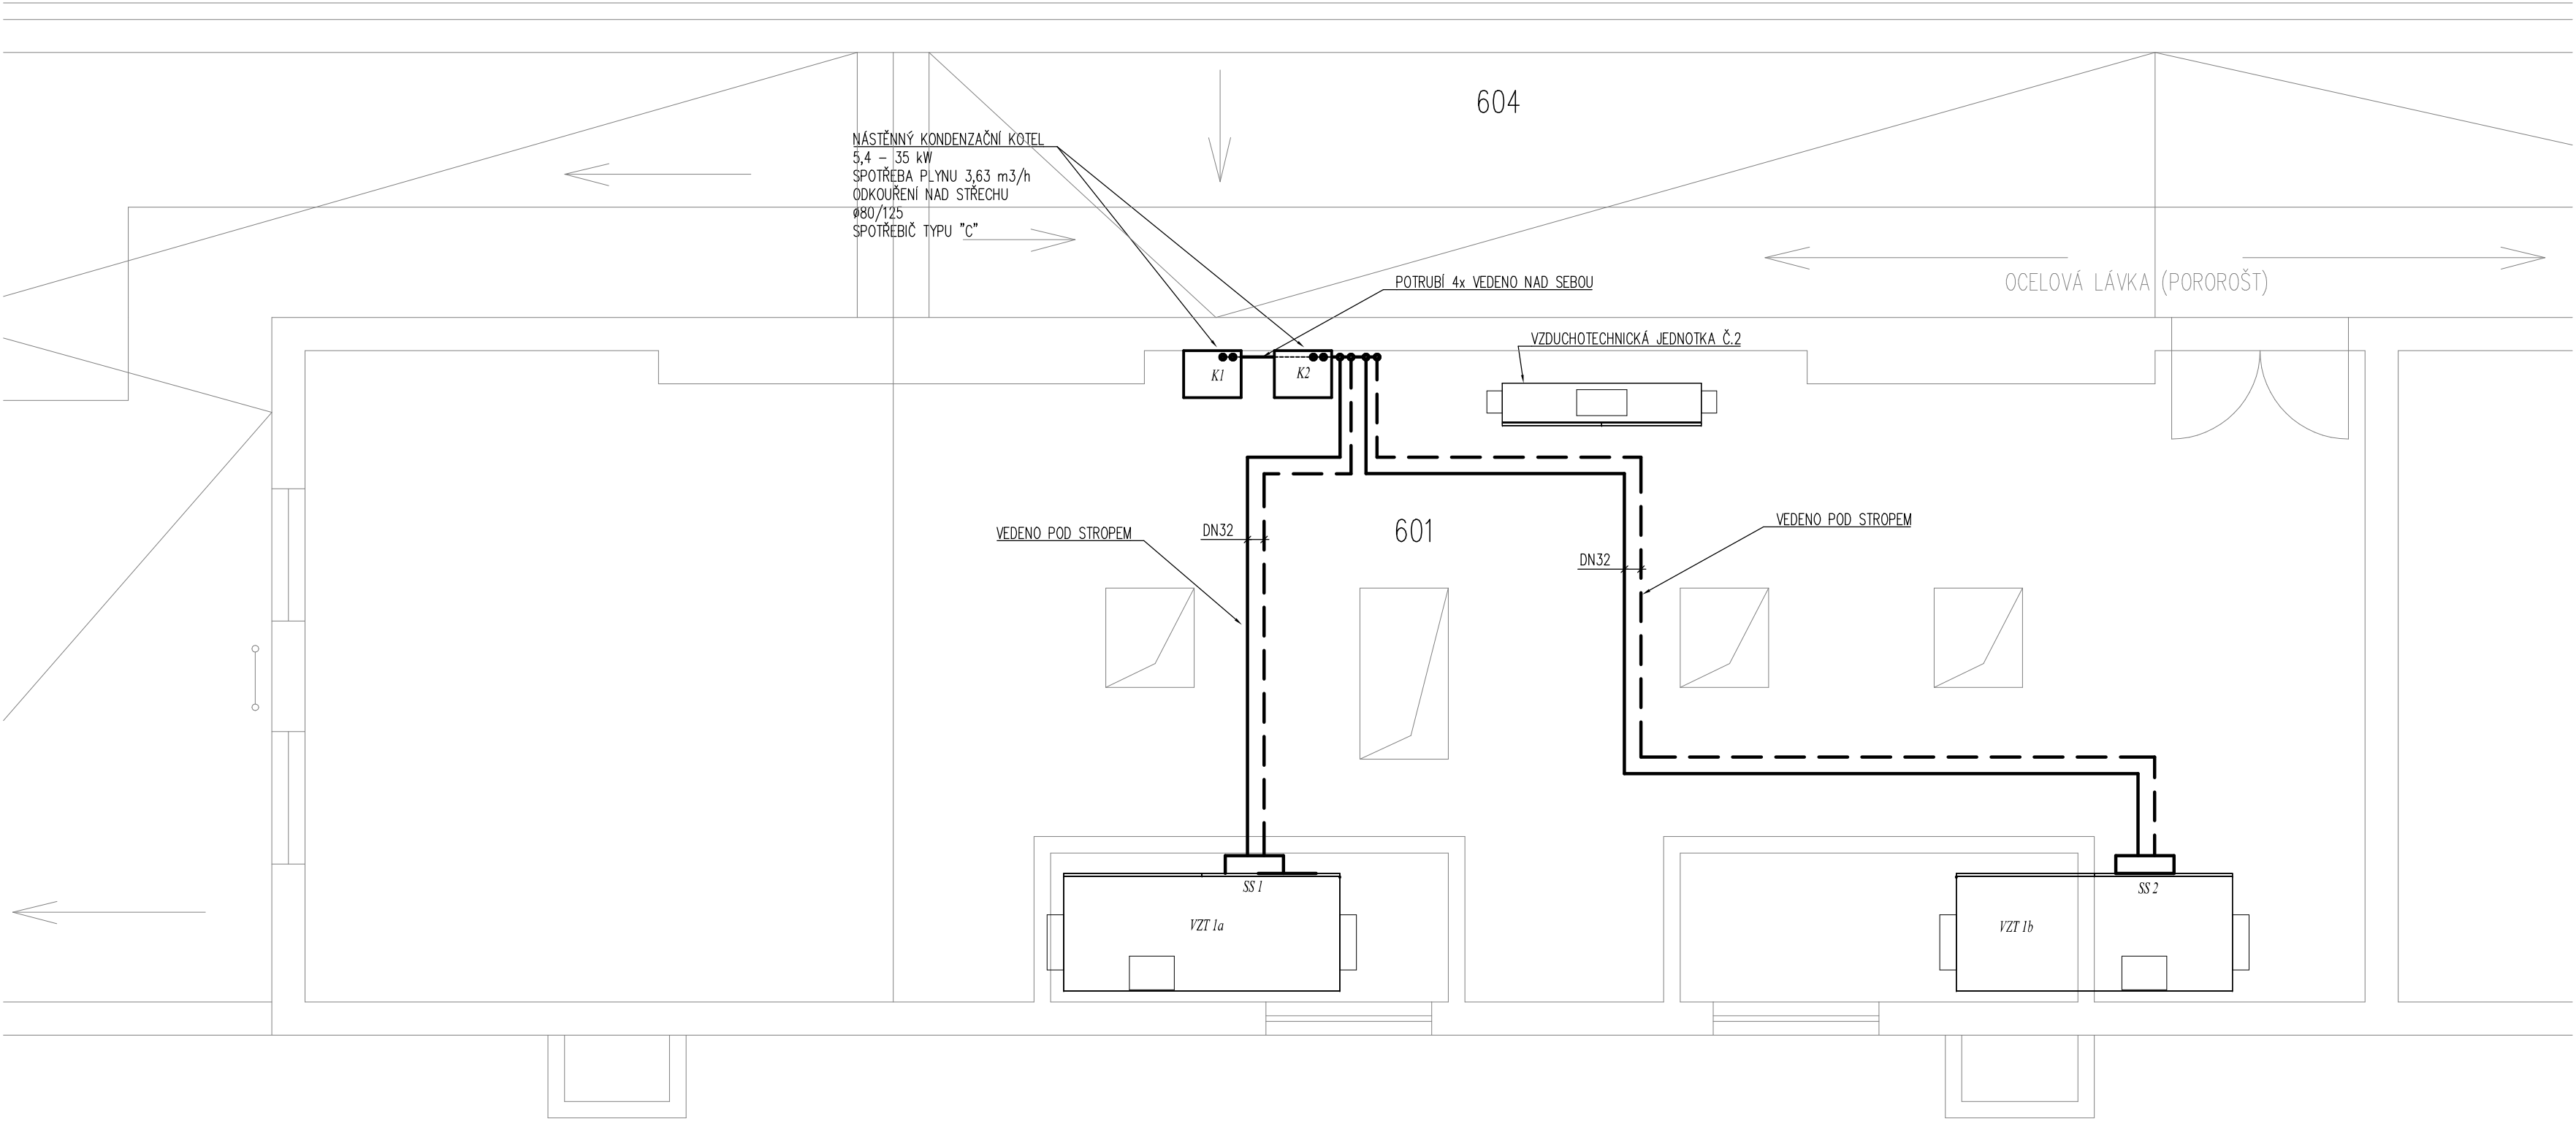 604
NÁSTĚNNÝ KONDENZAČNÍ KOTEL
5,4 – 35 kW
SPOTŘEBA PLYNU 3,63 m3/h
ODKOUŘENÍ NAD STŘECHU
ø80/125
SPOTŘEBIČ TYPU "C"
POTRUBÍ 4x VEDENO NAD SEBOU
OCELOVÁ LÁVKA (POROROŠT)
VZDUCHOTECHNICKÁ JEDNOTKA Č.2
K1
K2
VEDENO POD STROPEM
DN32
601
VEDENO POD STROPEM
DN32
SS 1
VZT 1a
SS 2
VZT 1b